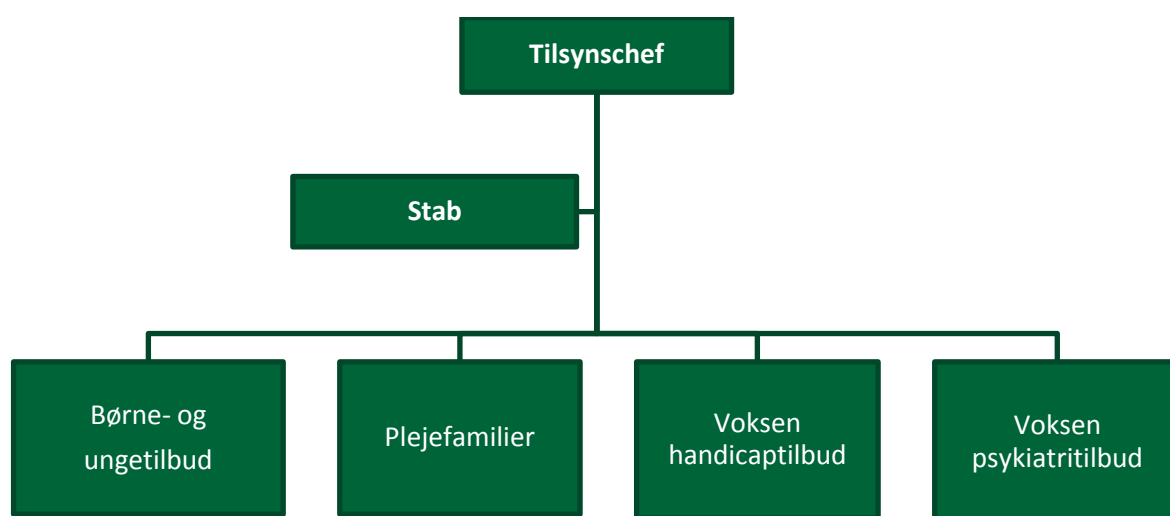 Tilsynschef
Stab
Børne- og
ungetilbud
Plejefamilier
Voksen
handicaptilbud
Voksen
psykiatritilbud